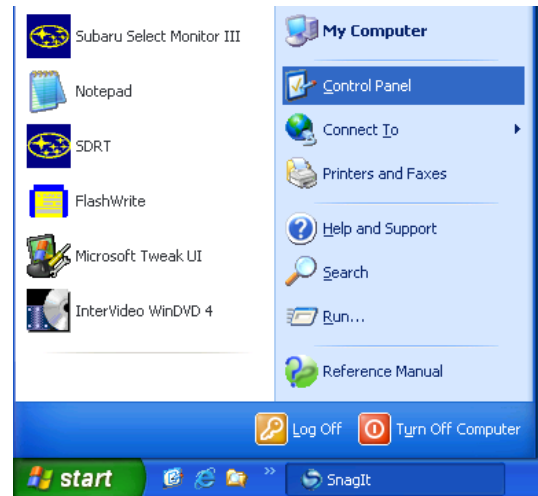 Subaru Select Monitor III
Notepad
SDRT
FlashWrite
Microsoft Tweak UI
InterVideo WinDVD 4
My Computer
Control Panel
Connect To
Printers and Faxes
Help and Support
Search
Run...
Reference Manual
Log Off
Turn Off Computer
start
»
SnagIt